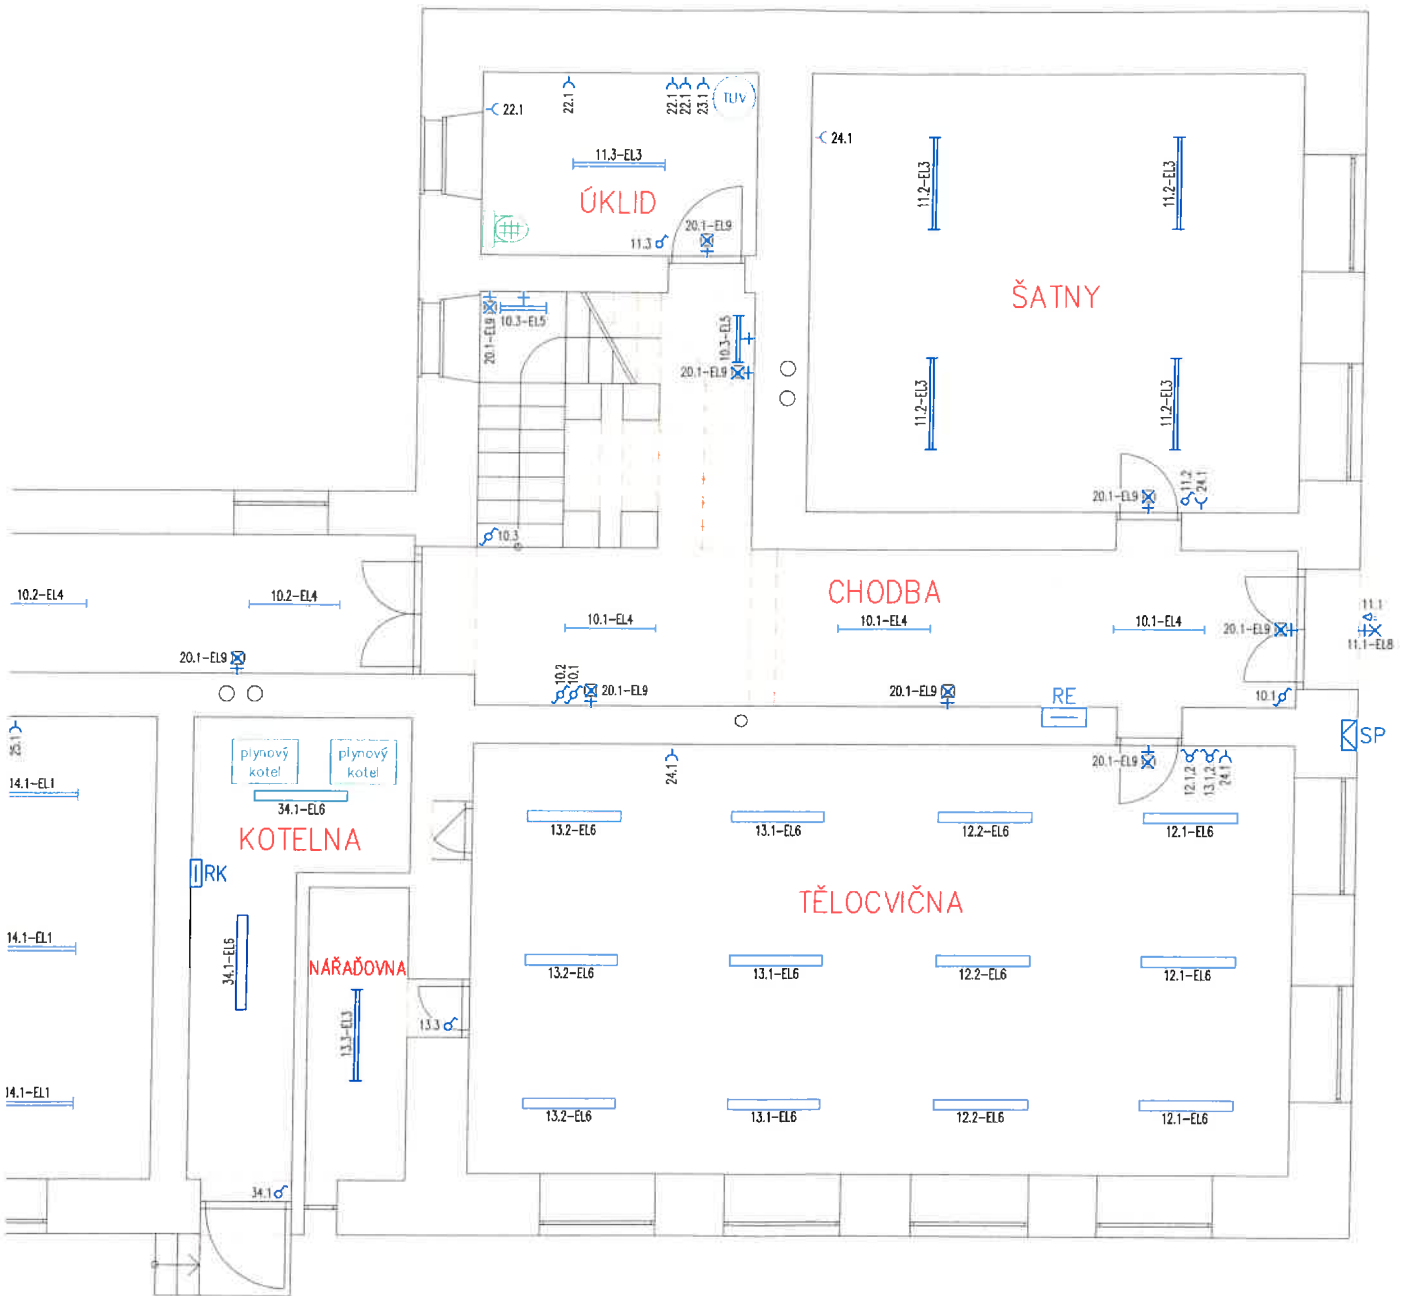 22.1
22.1
22.1
22.1
23.1
TUV
24.1
11.3-EL3
ÚKLID
11.2-EL3
11.2-EL3
11.3
20.1-EL9
ŠATNY
20.1-EL9
10.3-EL5
10.3-EL5
20.1-EL9
11.2-EL3
11.2-EL3
20.1-EL9
11.2
24.1
10.3
10.2-EL4
10.2-EL4
CHODBA
10.1-EL4
10.1-EL4
10.1-EL4
20.1-EL9
11.1
11.1-EL8
20.1-EL9
10.2
10.1
20.1-EL9
20.1-EL9
RE
10.1
SP
25.1
plynový
kotel
plynový
kotel
24.1
20.1-EL9
12.1,2
13.1,2
24.1
14.1-EL1
34.1-EL6
KOTELNA
13.2-EL6
13.1-EL6
12.2-EL6
12.1-EL6
RK
TĚLOCVIČNA
14.1-EL1
34.1-EL6
NÁŘAĎOVNA
13.2-EL6
13.1-EL6
12.2-EL6
12.1-EL6
13.3-EL3
13.3
14.1-EL1
13.2-EL6
13.1-EL6
12.2-EL6
12.1-EL6
34.1